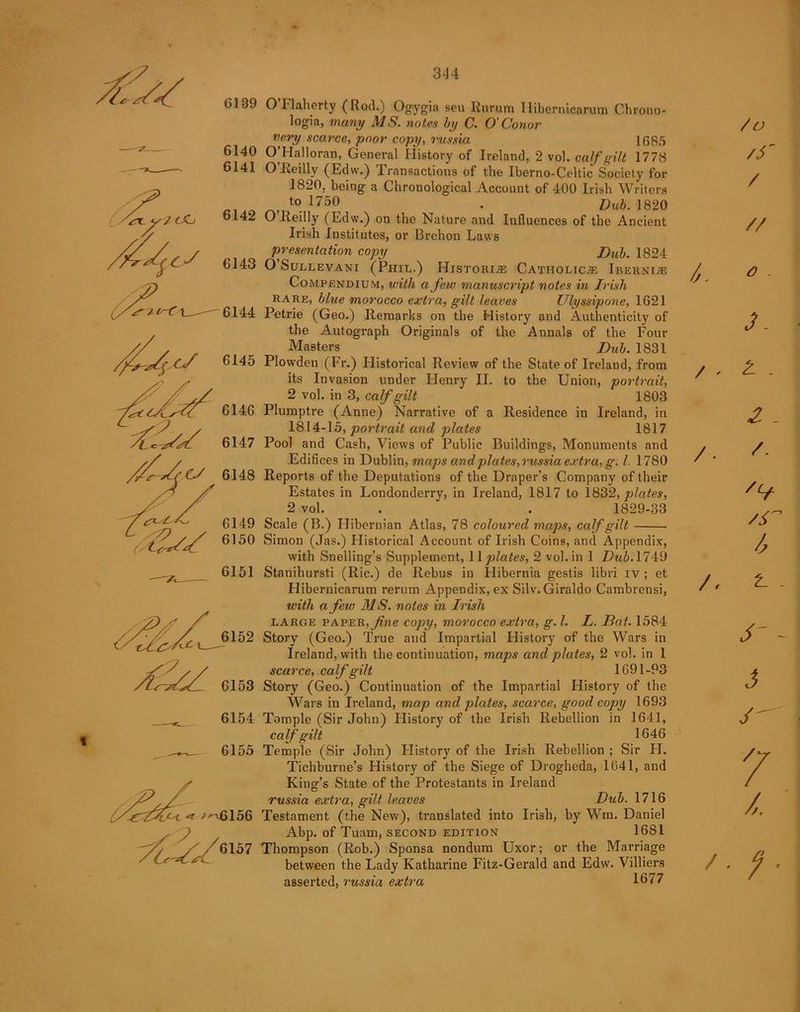 344
6139 O'Flaherty (Rod.) Ogygia seu Rurum Hibernicarum Chrono-
logia, many MS. notes by C. O'Conor
very scarce, poor copy, russia 1685
6140 O'Halloran, General History of Ireland, 2 vol. calf gilt 1778
6141 O'Reilly (Edw.) Transactions of the Iberno-Celtic Society for
1820, being a Chronological Account of 400 Irish Writers
to 1750 . Dub. 1820
6142 O'Reilly (Edw.) on the Nature and Influences of the Ancient
Irish Institutes, or Brehon Laws
presentation copy Dub. 1824
6143 O'Sullevani (Phil.) Historiæ Catholicæ Iberniæ
Compendium, with a few manuscript notes in Irish
rare, blue morocco extra, gilt leaves Ulyssipone, 1621
6144 Petrie (Geo.) Remarks on the History and Authenticity of
the Autograph Originals of the Annals of the Four
Masters Dub. 1831
6145 Plowden (Fr.) Historical Review of the State of Ireland, from
its Invasion under Henry II. to the Union, portrait,
2 vol. in 3, calf gilt 1803
6146 Plumptre (Anne) Narrative of a Residence in Ireland, in
1814-15, portrait and plates 1817
6147 Pool and Cash, Views of Public Buildings, Monuments and
Edifices in Dublin, maps and plates, russia extra, g. l. 1780
6148 Reports of the Deputations of the Draper's Company of their
Estates in Londonderry, in Ireland, 1817 to 1832, plates,
2 vol. . . 1829-33
6149 Scale (B.) Hibernian Atlas, 78 coloured maps, calf gilt ——
6150 Simon (Jas.) Historical Account of Irish Coins, and Appendix,
with Snelling's Supplement, 11 plates, 2 vol. in 1 Dub. 1749
6151 Stanihursti (Ric.) de Rebus in Hibernia gestis libri IV; et
Hibernicarum rerum Appendix, ex Silv. Giraldo Cambrensi,
with a few MS. notes in Irish
LARGE PAPER, fine copy, morocco extra, g. l. L. Bat. 1584
6152 Story (Geo.) True and Impartial History of the Wars in
Ireland, with the continuation, maps and plates, 2 vol. in 1
scarce, calf gilt 1691-93
6153 Story (Geo.) Continuation of the Impartial History of the
Wars in Ireland, map and plates, scarce, good copy 1693
6154 Temple (Sir John) History of the Irish Rebellion in 1641,
calf gilt 1646
6155 Temple (Sir John) History of the Irish Rebellion; Sir H.
Tichburne's History of the Siege of Drogheda, 1641, and
King's State of the Protestants in Ireland
russia extra, gilt leaves Dub. 1716
6156 Testament (the New), translated into Irish, by Wm. Daniel
Abp. of Tuam, SECOND EDITION 1681
6157 Thompson (Rob.) Sponsa nondum Uxor; or the Marriage
between the Lady Katharine Fitz-Gerald and Edw. Villiers
asserted, russia extra 1677